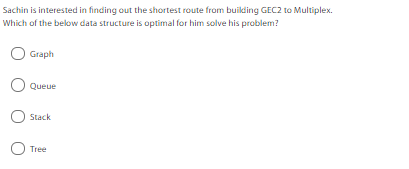 Sachin is interested in finding out the shortest route from building GEC2 to Multiplex.
Which of the below data structure is optimal for him solve his problem?
Graph
Queue
Stack
Tree